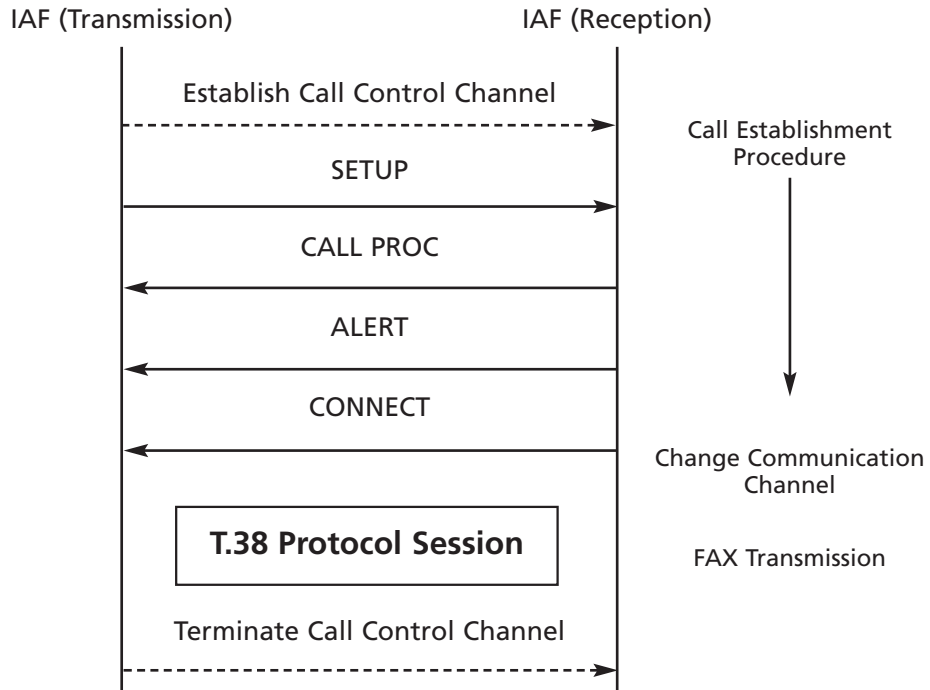 IAF (Transmission)
IAF (Reception)
Establish Call Control Channel
Call Establishment
Procedure
SETUP
CALL PROC
ALERT
CONNECT
Change Communication
Channel
T.38 Protocol Session
FAX Transmission
Terminate Call Control Channel